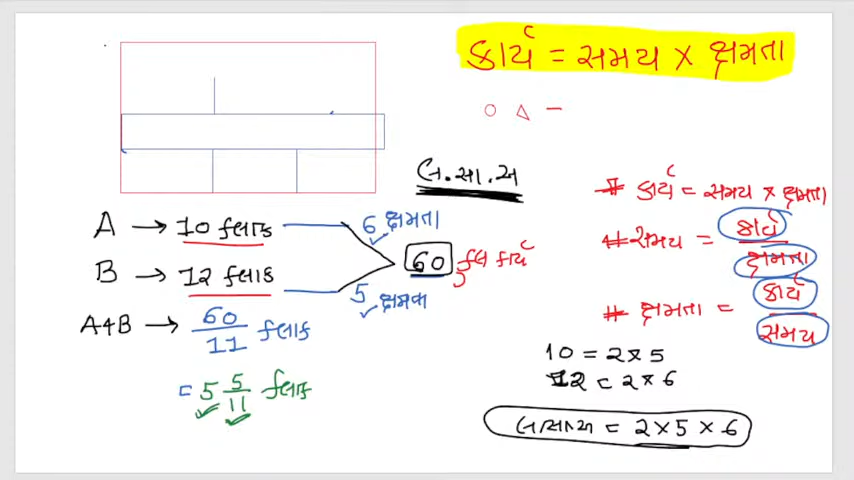 કાર્ય = સમય × ક્ષમતા
લ.સા.અ
# કાર્ય = સમય × ક્ષમતા
# સમય = કાર્ય / ક્ષમતા
# ક્ષમતા = કાર્ય / સમય
A → 10 કલાક
6 ક્ષમતા
B → 12 કલાક
60 કુલ કાર્ય
5 ક્ષમતા
A+B → 60/11 કલાક
= 5 5/11 કલાક
10 = 2 × 5
12 = 2 × 6
લસાઅ = 2 × 5 × 6